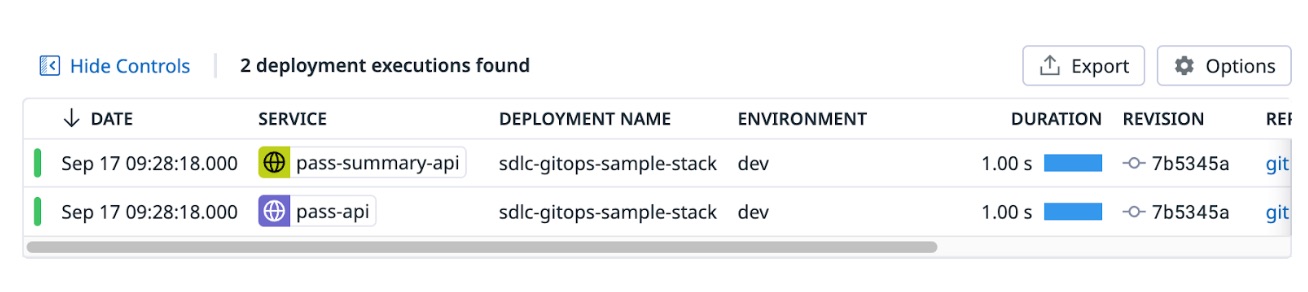 Hide Controls 2 deployment executions found Export Options
DATE SERVICE DEPLOYMENT NAME ENVIRONMENT DURATION REVISION REP
Sep 17 09:28:18.000 pass-summary-api sdlc-gitops-sample-stack dev 1.00 s 7b5345a git
Sep 17 09:28:18.000 pass-api sdlc-gitops-sample-stack dev 1.00 s 7b5345a git